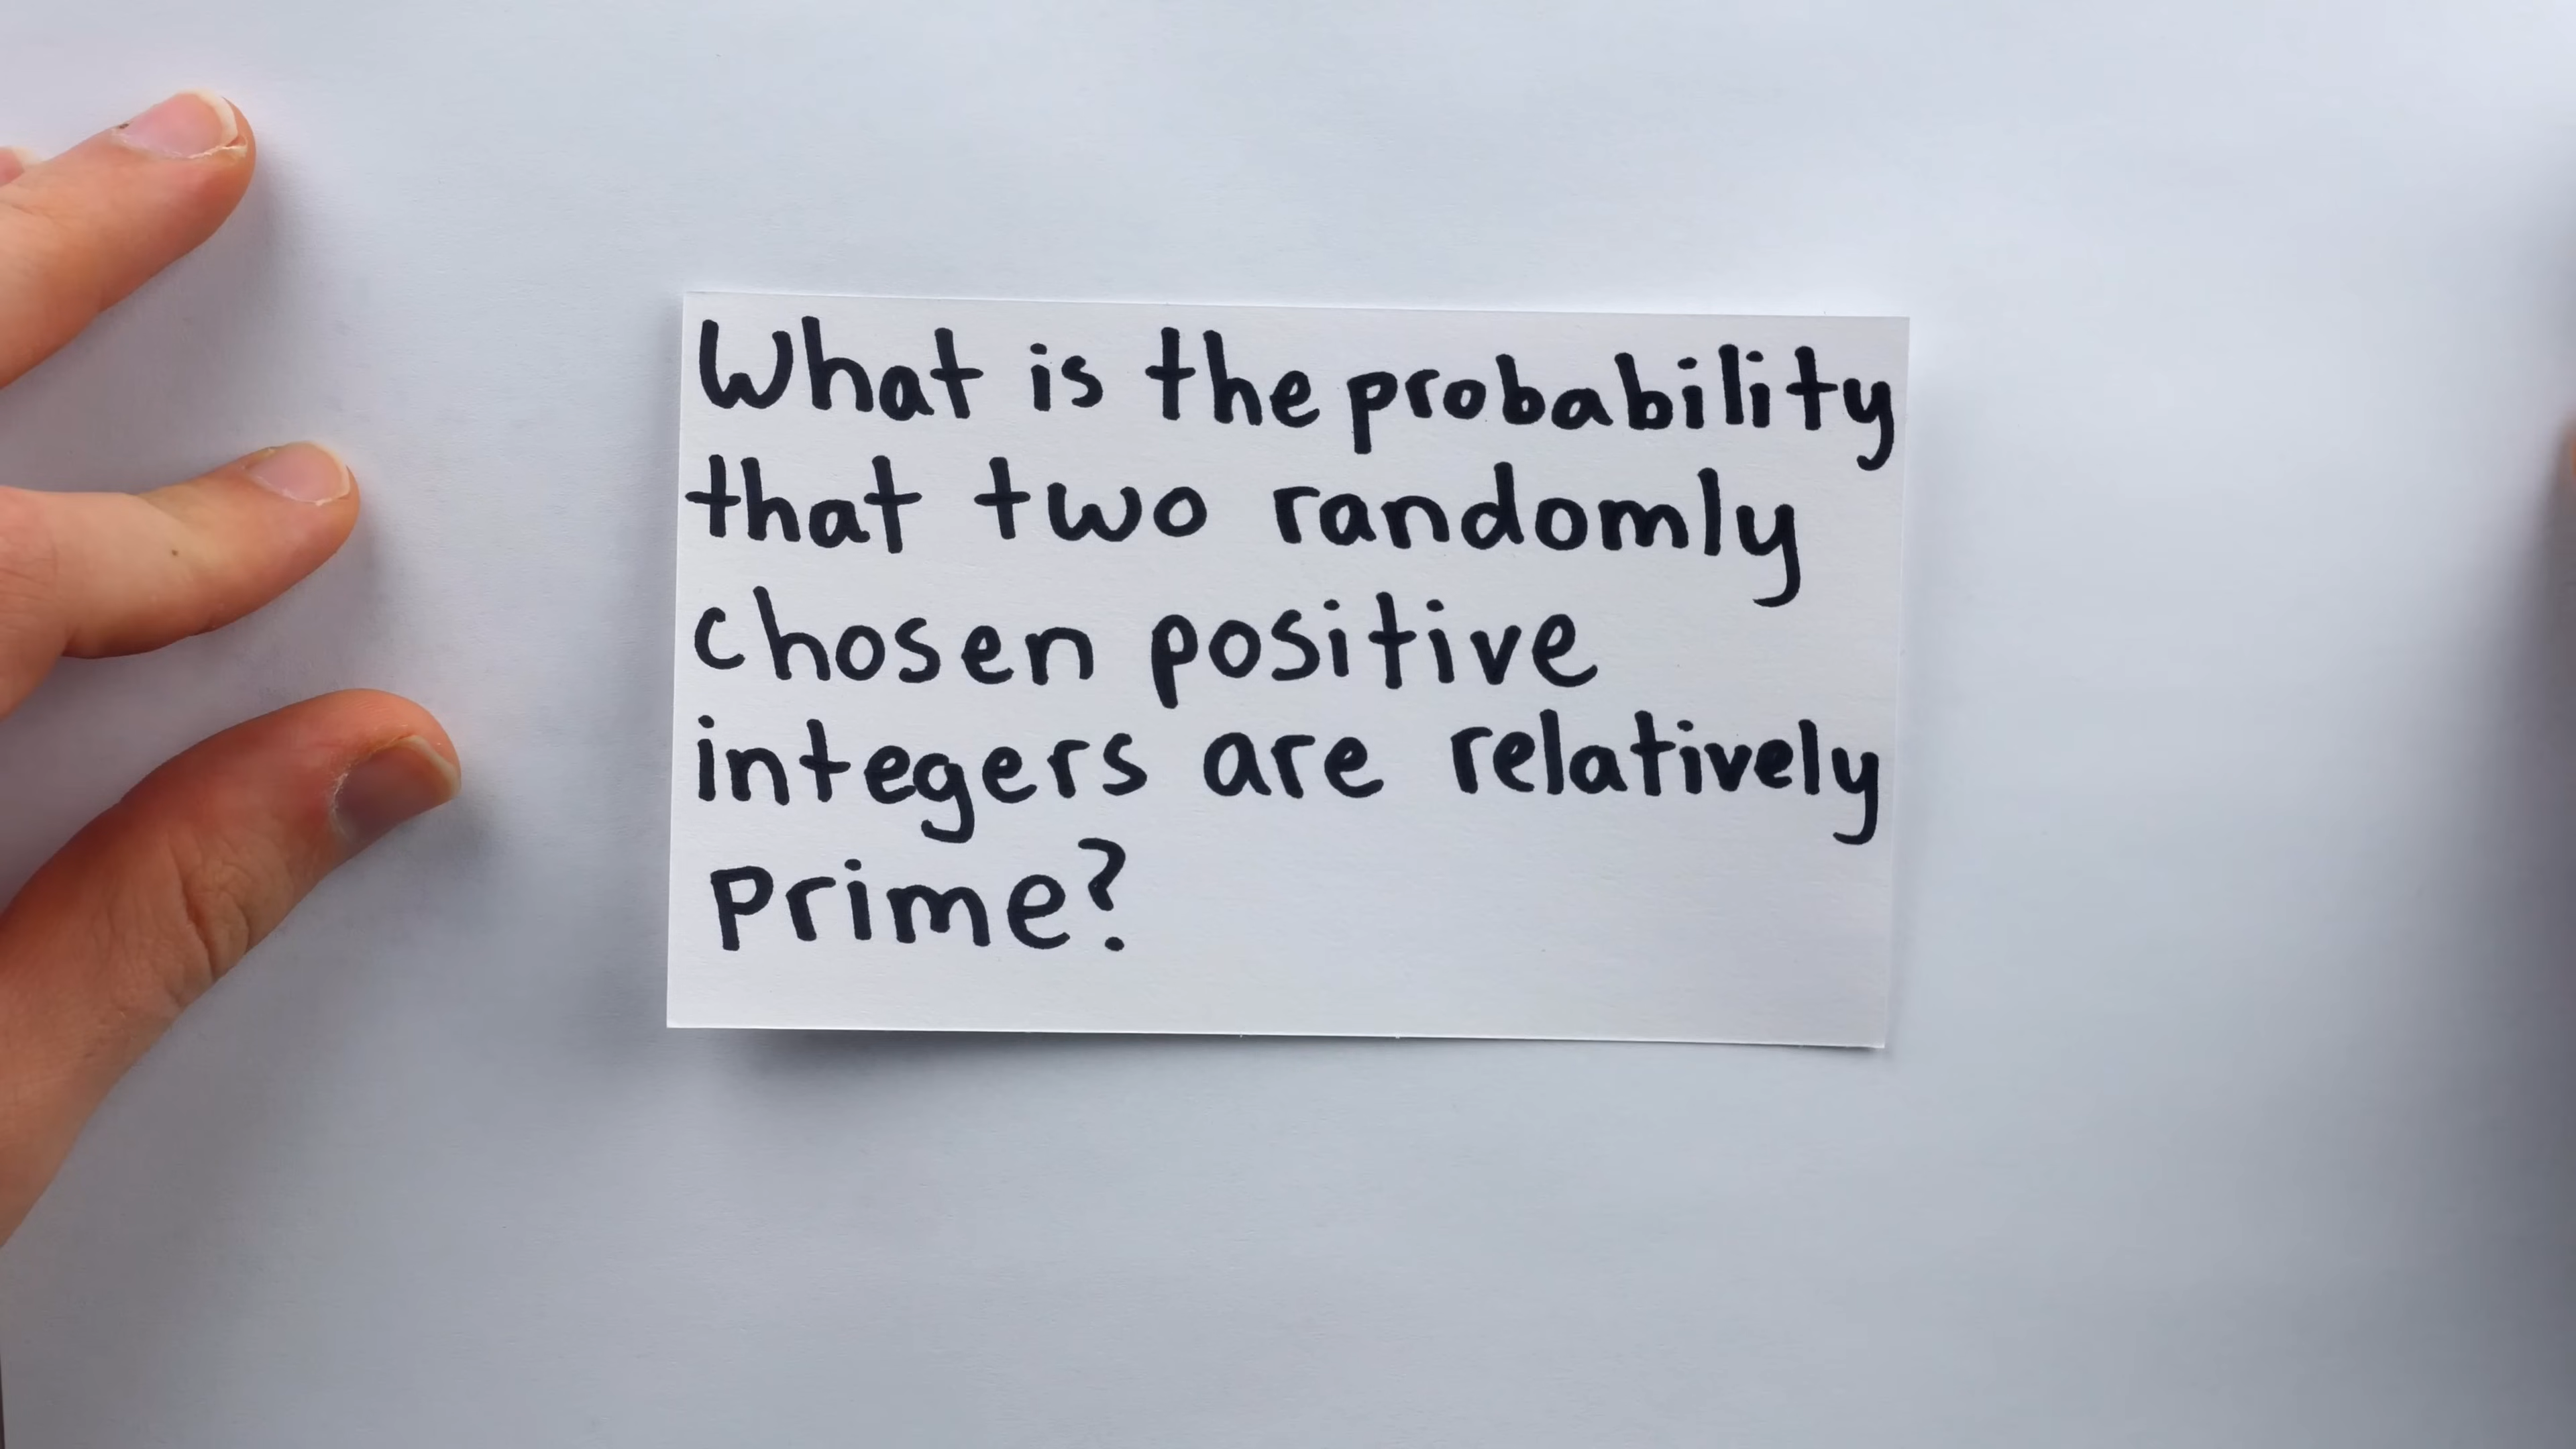 What is the probability
that two randomly
chosen positive
integers are relatively
prime?